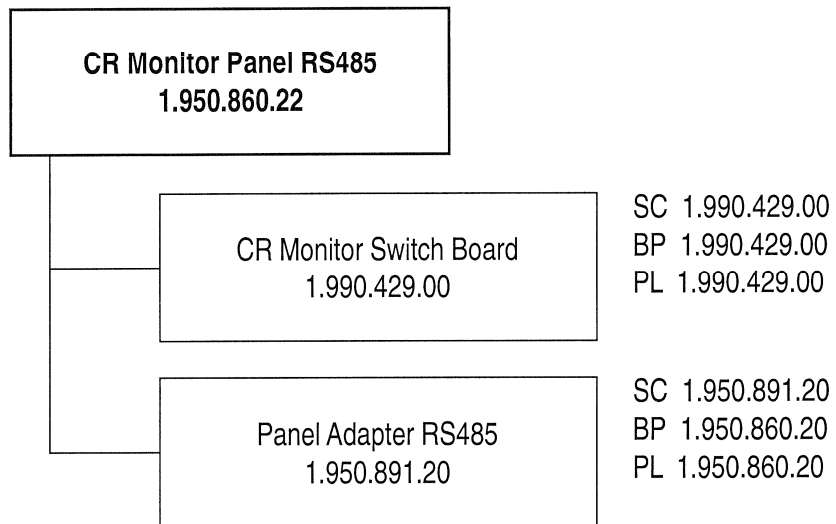 CR Monitor Panel RS485
1.950.860.22
CR Monitor Switch Board
1.990.429.00
SC 1.990.429.00
BP 1.990.429.00
PL 1.990.429.00
Panel Adapter RS485
1.950.891.20
SC 1.950.891.20
BP 1.950.860.20
PL 1.950.860.20